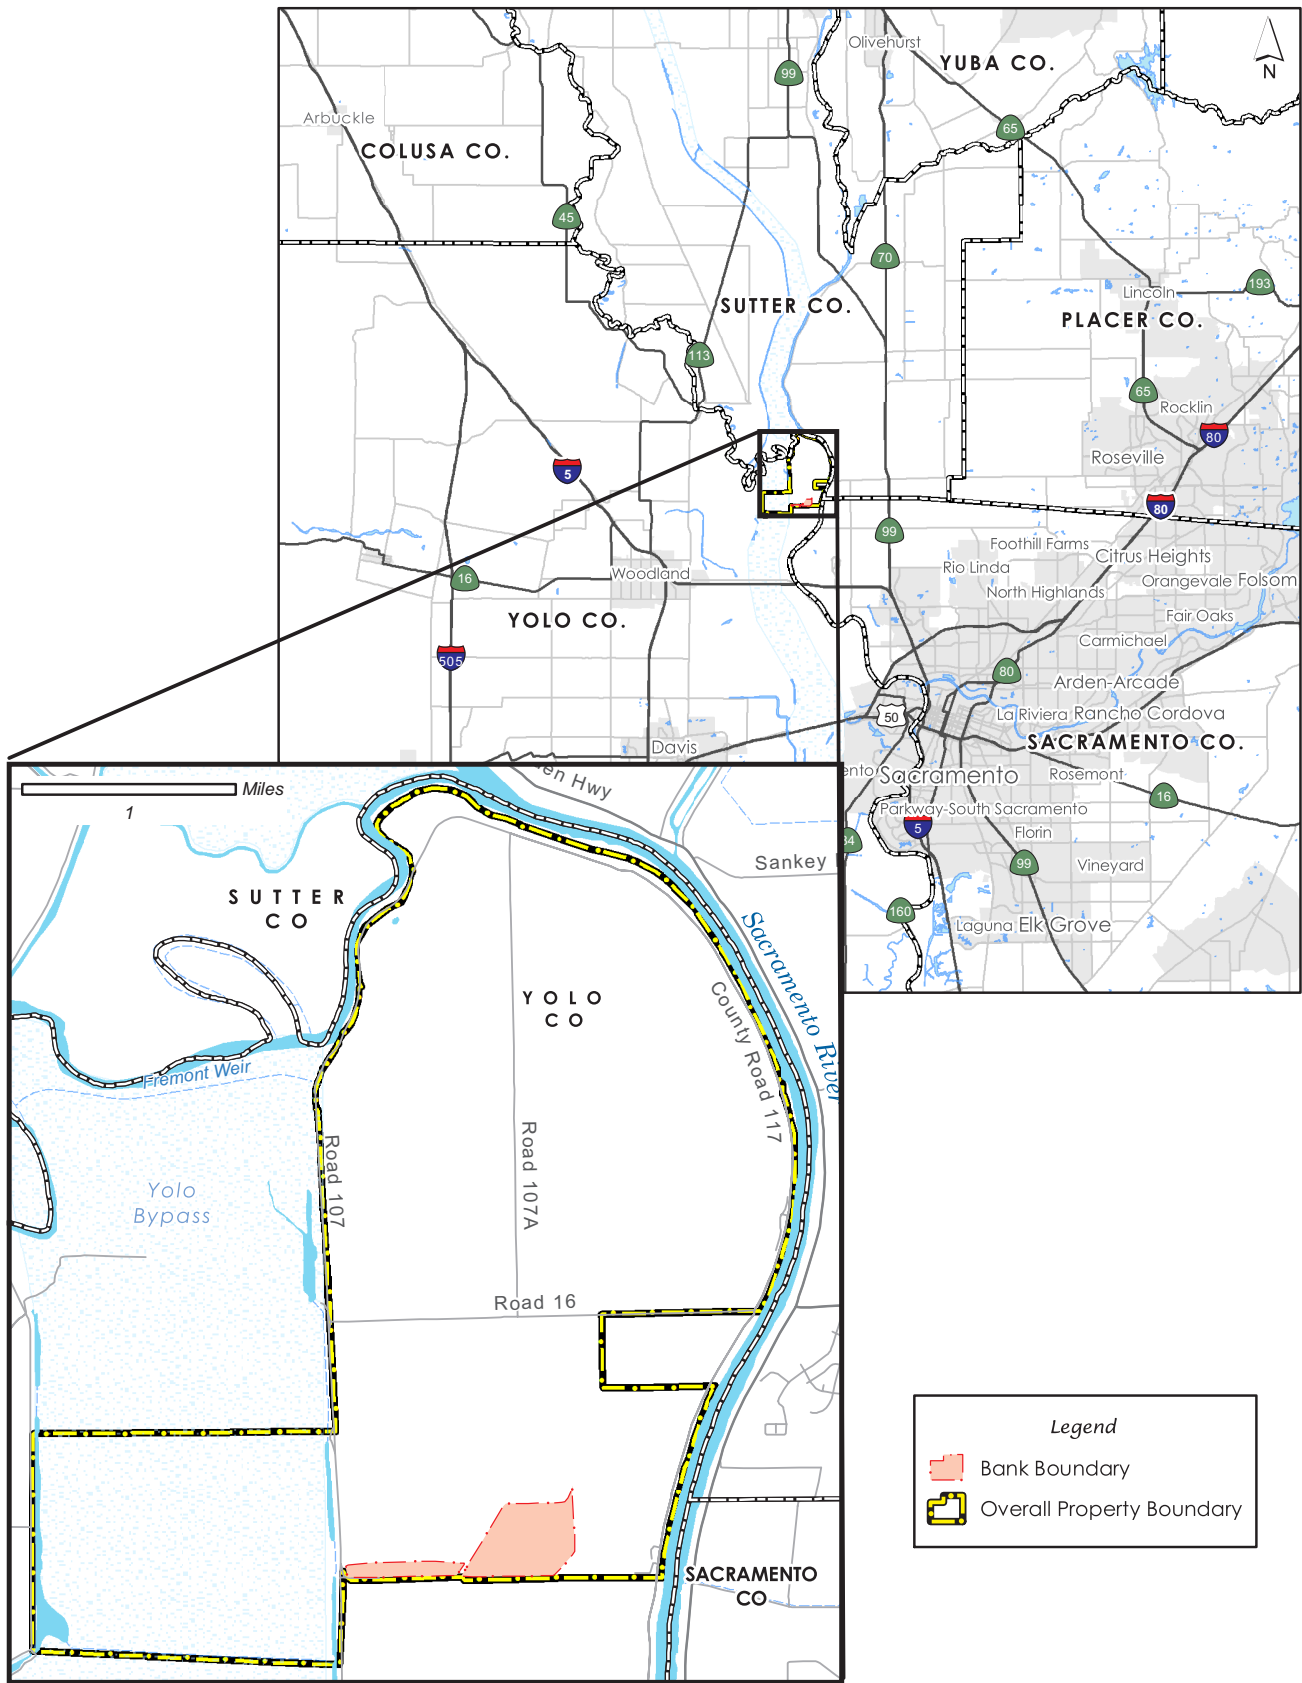 Olivehurst
YUBA CO.
N
99
65
Arbuckle
COLUSA CO.
45
70
193
Lincoln
SUTTER CO.
PLACER CO.
113
65
Rocklin
80
Roseville
5
80
99
Foothill Farms
Citrus Heights
Rio Linda
Orangevale
Folsom
Woodland
16
North Highlands
YOLO CO.
Fair Oaks
Carmichael
505
80
Arden-Arcade
50
La Riviera
Rancho Cordova
Davis
SACRAMENTO CO.
ento
Sacramento
Rosemont
16
Parkway-South Sacramento
5
Florin
84
99
Vineyard
160
Laguna
Elk Grove
Miles
1
en Hwy
Sankey
SUTTER
CO
Sacramento River
YOLO
CO
County Road 117
Fremont Weir
Road 107
Road 107A
Yolo
Bypass
Road 16
SACRAMENTO
CO
Legend
Bank Boundary
Overall Property Boundary